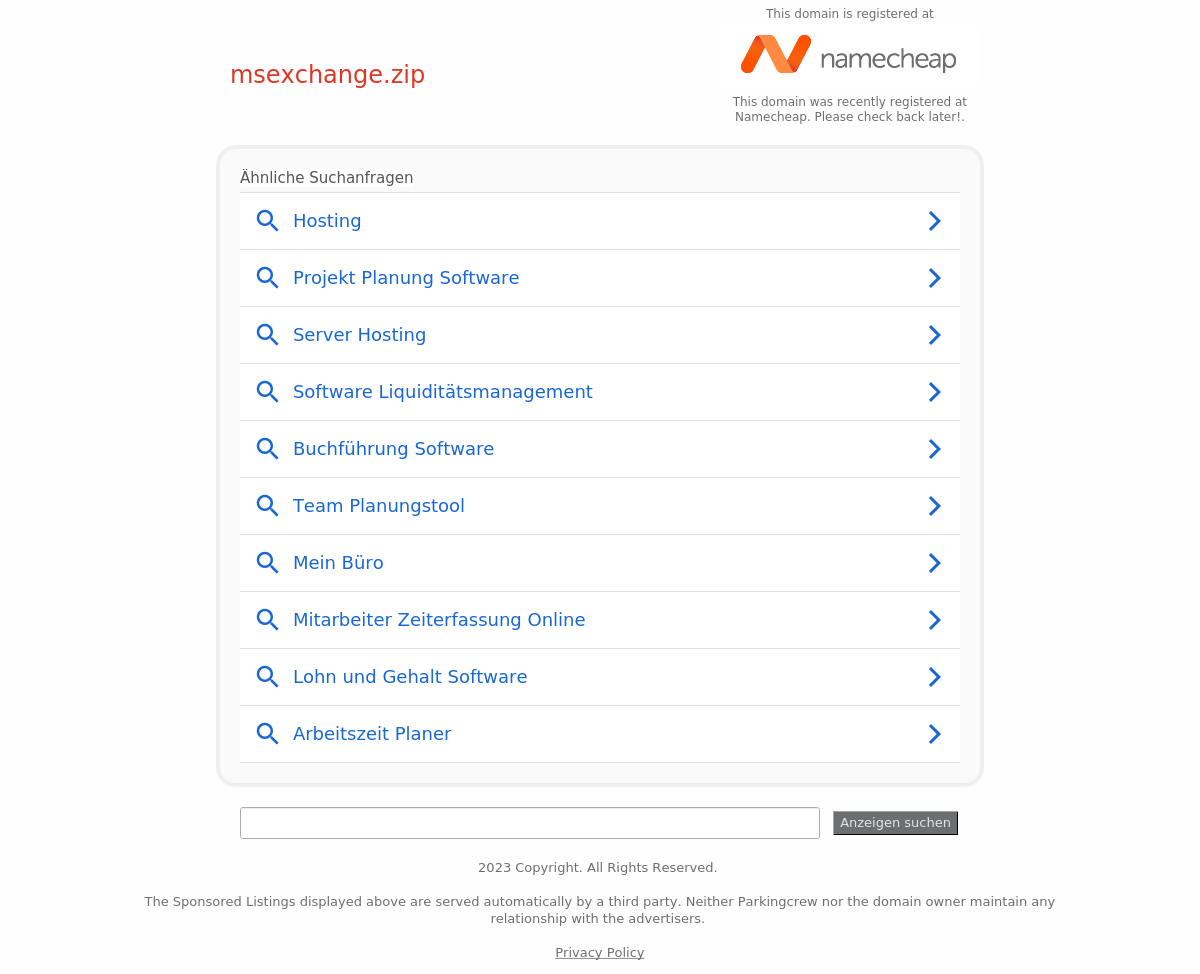 This domain is registered at
namecheap
msexchange.zip
This domain was recently registered at
Namecheap. Please check back later!.
Ähnliche Suchanfragen
Hosting
Projekt Planung Software
Server Hosting
Software Liquiditätsmanagement
Buchführung Software
Team Planungstool
Mein Büro
Mitarbeiter Zeiterfassung Online
Lohn und Gehalt Software
Arbeitszeit Planer
Anzeigen suchen
2023 Copyright. All Rights Reserved.
The Sponsored Listings displayed above are served automatically by a third party. Neither Parkingcrew nor the domain owner maintain any
relationship with the advertisers.
Privacy Policy